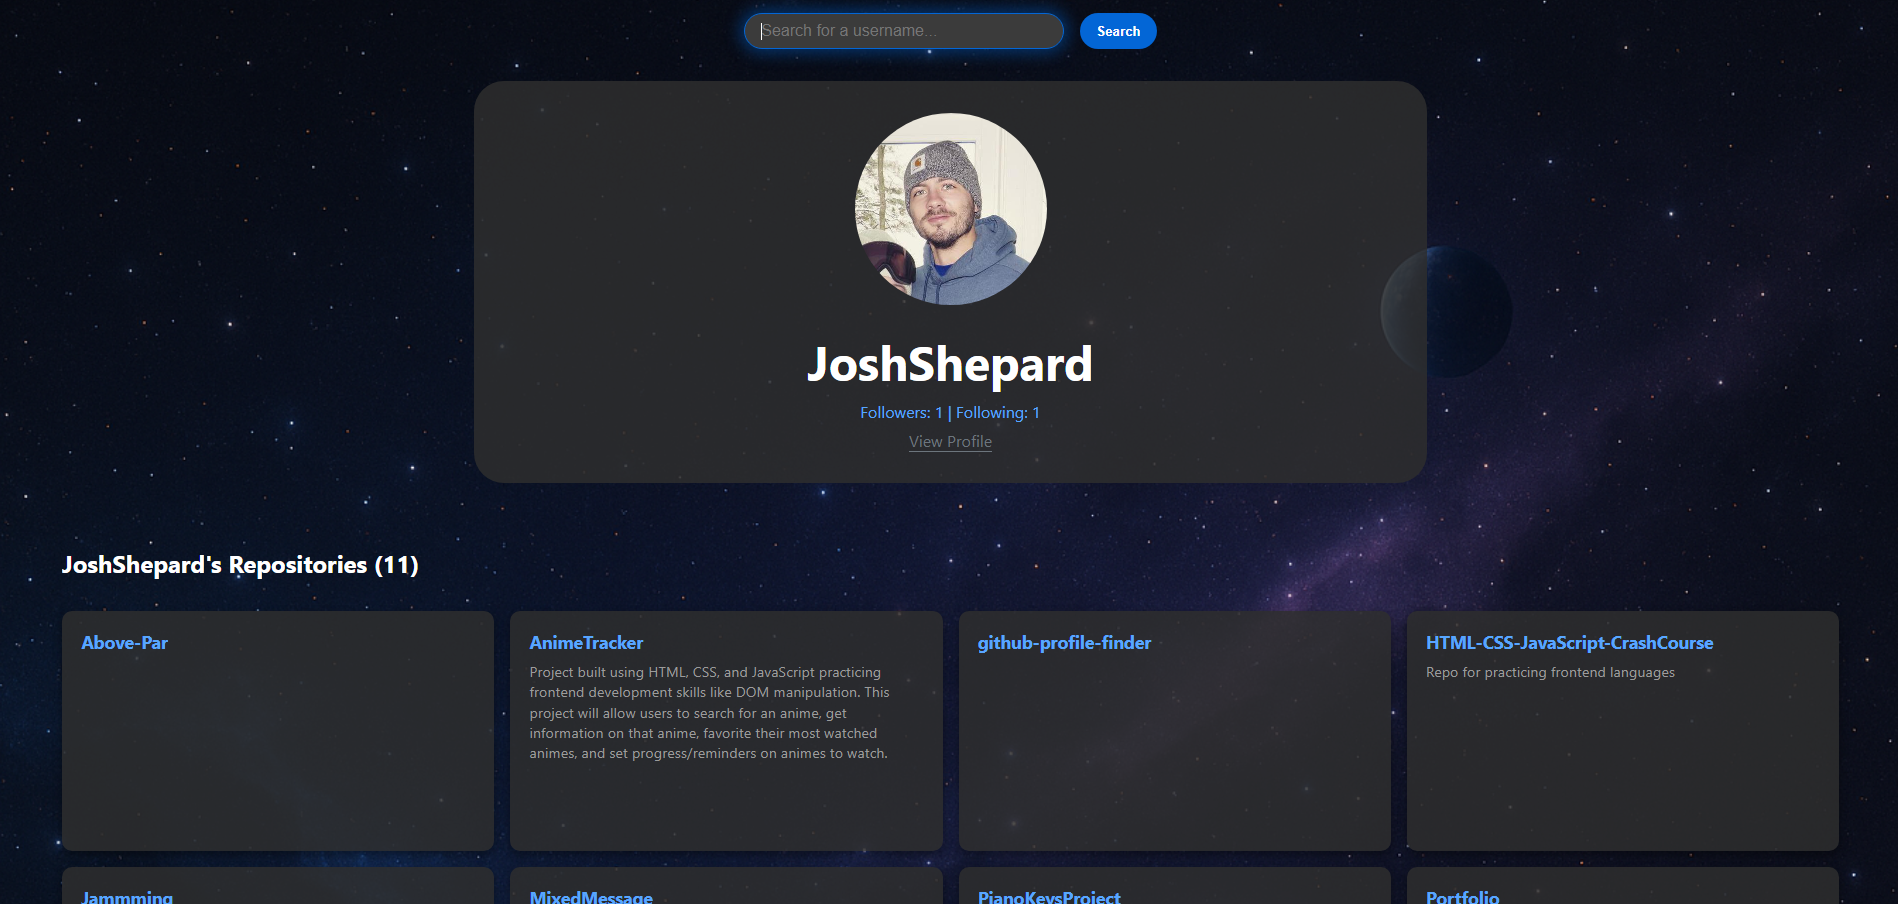 Search for a username...
Search
JoshShepard
Followers: 1 | Following: 1
View Profile
JoshShepard's Repositories (11)
Above-Par
AnimeTracker
Project built using HTML, CSS, and JavaScript practicing
frontend development skills like DOM manipulation. This
project will allow users to search for an anime, get
information on that anime, favorite their most watched
animes, and set progress/reminders on animes to watch.
github-profile-finder
HTML-CSS-JavaScript-CrashCourse
Repo for practicing frontend languages
Jammming
MixedMessage
PianoKeysProject
Portfolio